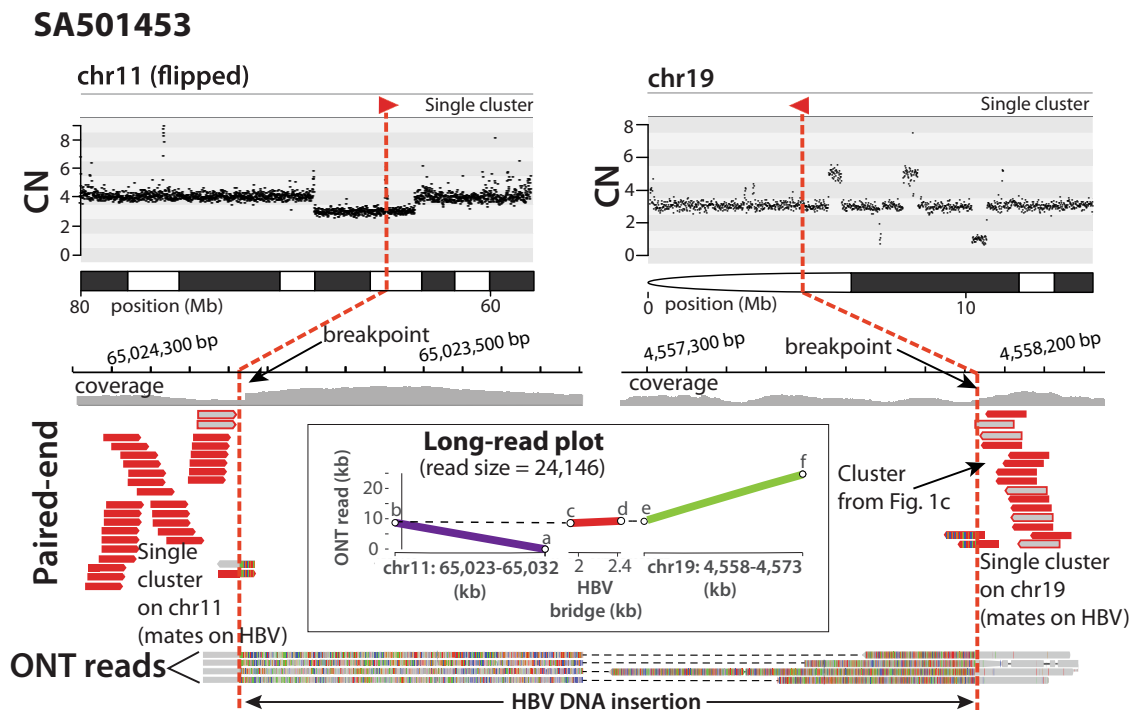 SA501453
chr11 (flipped)
Single cluster
CN
8
6
4
2
0
80
position (Mb)
60
chr19
Single cluster
CN
8
6
4
2
0
0
position (Mb)
10
65,024,300 bp
breakpoint
65,023,500 bp
coverage
4,557,300 bp
breakpoint
4,558,200 bp
coverage
Paired-end
Single
cluster
on chr11
(mates on HBV)
Long-read plot
(read size = 24,146)
ONT read (kb)
20
10
0
b
a
c
d
e
f
chr11: 65,023-65,032
(kb)
2
2.4
HBV
bridge (kb)
chr19: 4,558-4,573
(kb)
Cluster
from Fig. 1c
Single cluster
on chr19
(mates on HBV)
ONT reads
HBV DNA insertion